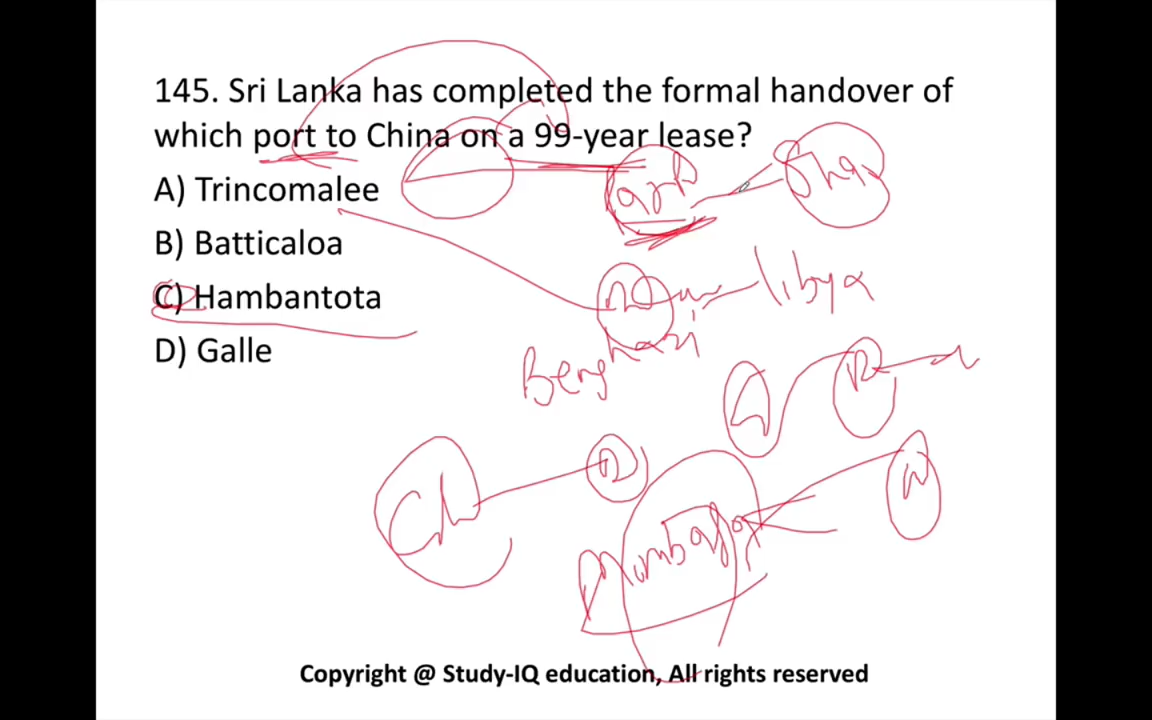 145. Sri Lanka has completed the formal handover of
which port to China on a 99-year lease?
A) Trincomalee
B) Batticaloa
C) Hambantota
D) Galle
libya
Benghazi
Copyright @ Study-IQ education, All rights reserved